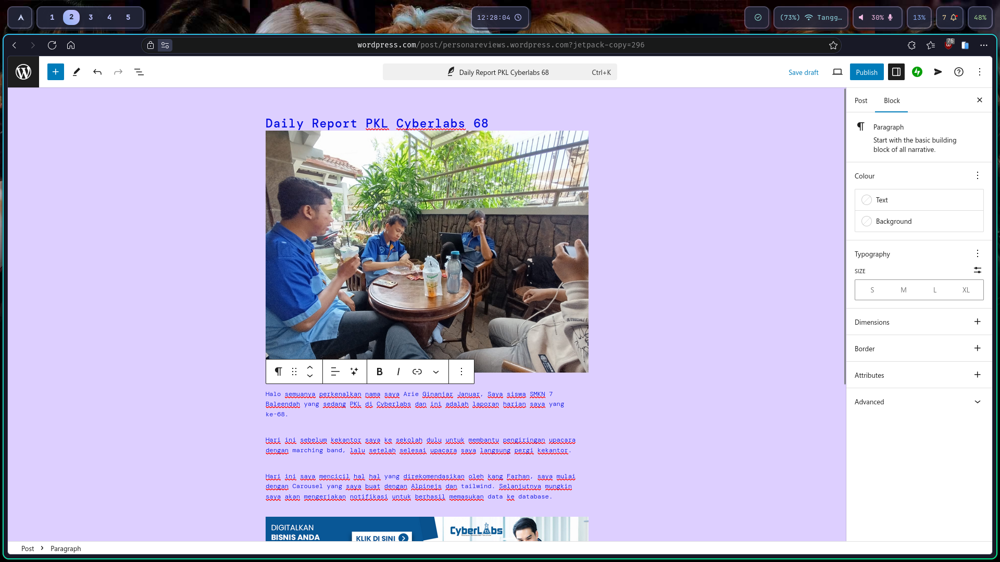 1 2 3 4 5
12:28:04
(73%) Tangg…
30%
13%
7
48%
wordpress.com/post/personareviews.wordpress.com?jetpack-copy=296
76
Daily Report PKL Cyberlabs 68 Ctrl+K
Save draft
Publish
Post Block
Paragraph
Start with the basic building
block of all narrative.
Colour
Text
Background
Typography
SIZE
S M L XL
Dimensions
Border
Attributes
Advanced
Daily Report PKL Cyberlabs 68
B I
Halo semuanya perkenalkan nama saya Arie Ginanjar Januar, Saya siswa SMKN 7
Baleendah yang sedang PKL di Cyberlabs dan ini adalah laporan harian saya yang
ke-68.
Hari ini sebelum kekantor saya ke sekolah dulu untuk membantu pengiringan upacara
dengan marching band, lalu setelah selesai upacara saya langsung pergi kekantor.
Hari ini saya mencicil hal hal yang direkomendasikan oleh kang Farhan, saya mulai
dengan Carousel yang saya buat dengan Alpinejs dan tailwind. Selanjutnya mungkin
saya akan mengerjakan notifikasi untuk berhasil memasukan data ke database.
DIGITALKAN
BISNIS ANDA
KLIK DI SINI
CYBERLABS
Post
Paragraph